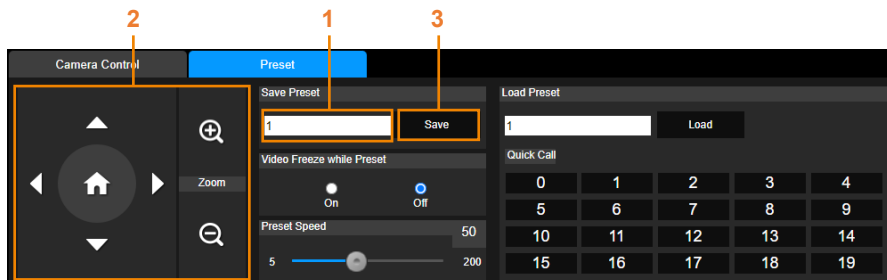 2 1 3
Camera Control Preset
Save Preset
1 Save
Video Freeze while Preset
On Off
Preset Speed 50
5 200
Zoom
Load Preset
1 Load
Quick Call
0 1 2 3 4
5 6 7 8 9
10 11 12 13 14
15 16 17 18 19